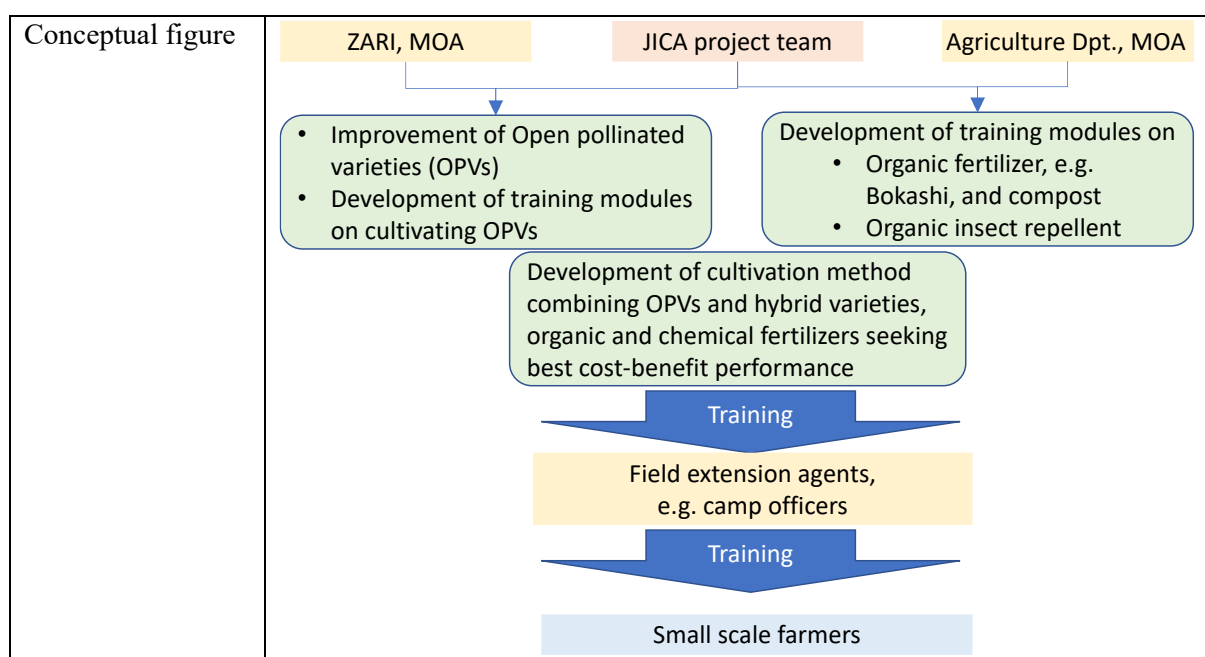 Conceptual figure
ZARI, MOA
JICA project team
Agriculture Dpt., MOA
• Improvement of Open pollinated
varieties (OPVs)
• Development of training modules
on cultivating OPVs
Development of training modules on
• Organic fertilizer, e.g.
Bokashi, and compost
• Organic insect repellent
Development of cultivation method
combining OPVs and hybrid varieties,
organic and chemical fertilizers seeking
best cost-benefit performance
Training
Field extension agents,
e.g. camp officers
Training
Small scale farmers